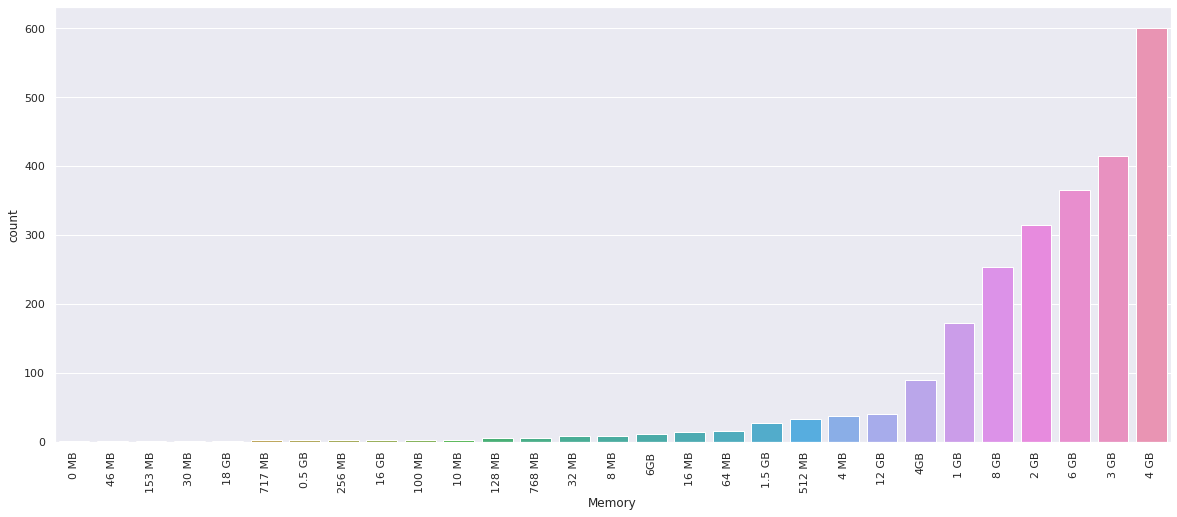 600
500
400
300
200
100
0
count
0 MB
46 MB
153 MB
30 MB
18 GB
717 MB
0.5 GB
256 MB
16 GB
100 MB
10 MB
128 MB
768 MB
32 MB
8 MB
6GB
16 MB
64 MB
1.5 GB
512 MB
4 MB
12 GB
4GB
1 GB
8 GB
2 GB
6 GB
3 GB
4 GB
Memory